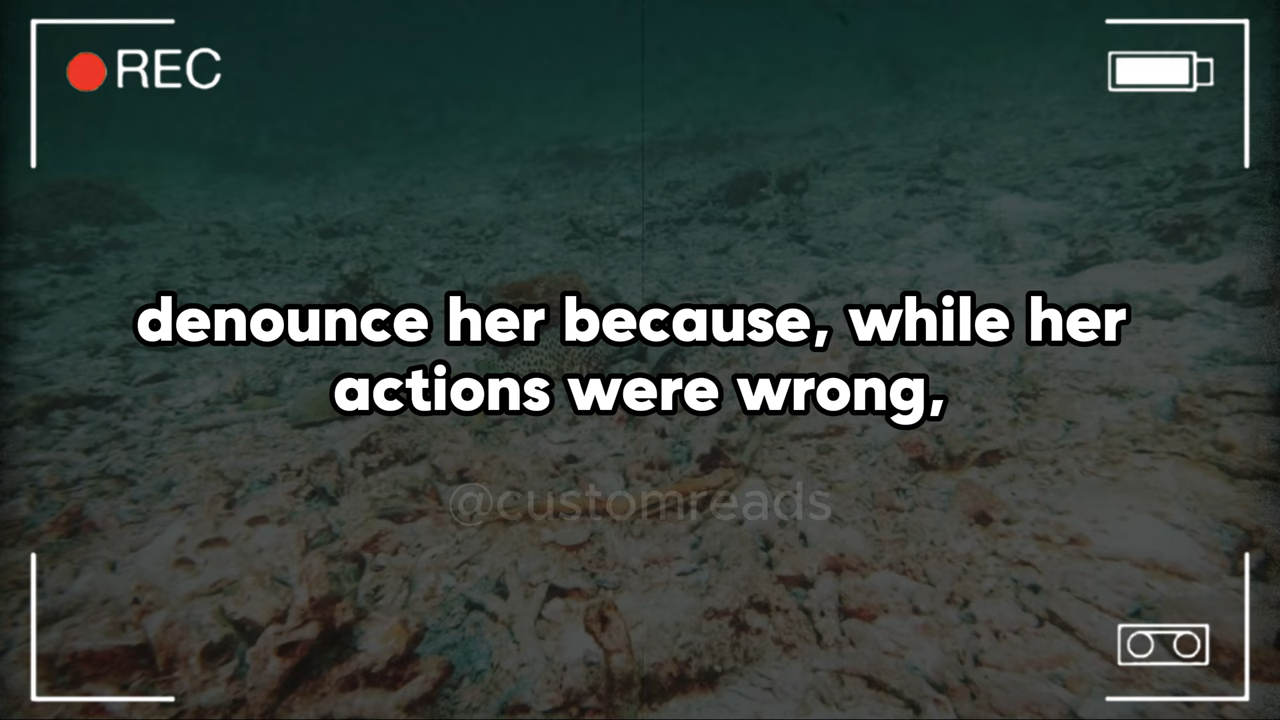 REC
denounce her because, while her
actions were wrong,
@customreads